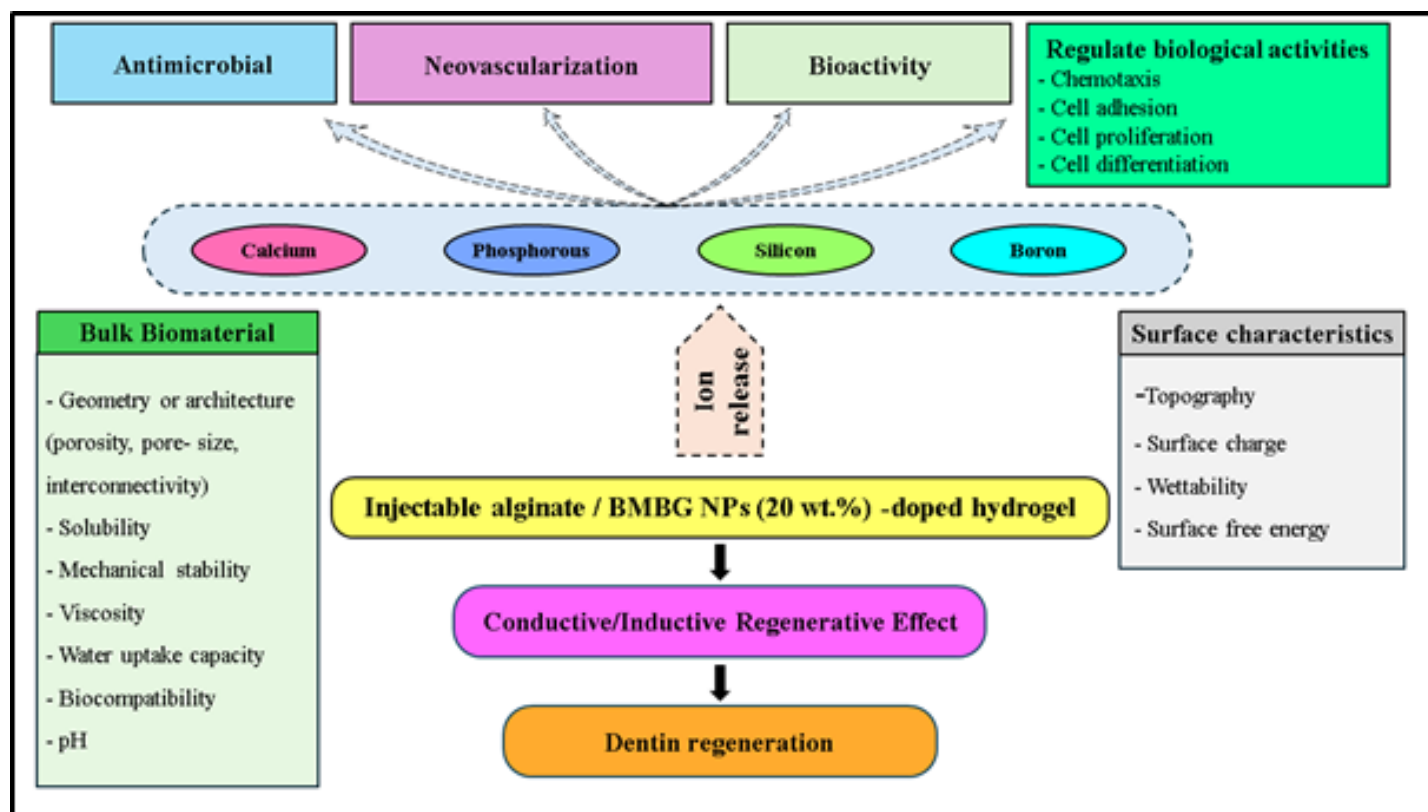 Antimicrobial
Neovascularization
Bioactivity
Regulate biological activities
- Chemotaxis
- Cell adhesion
- Cell proliferation
- Cell differentiation
Calcium
Phosphorous
Silicon
Boron
Bulk Biomaterial
- Geometry or architecture
(porosity, pore- size,
interconnectivity)
- Solubility
- Mechanical stability
- Viscosity
- Water uptake capacity
- Biocompatibility
- pH
Ion
release
Surface characteristics
-Topography
- Surface charge
- Wettability
- Surface free energy
Injectable alginate / BMBG NPs (20 wt.%) -doped hydrogel
Conductive/Inductive Regenerative Effect
Dentin regeneration